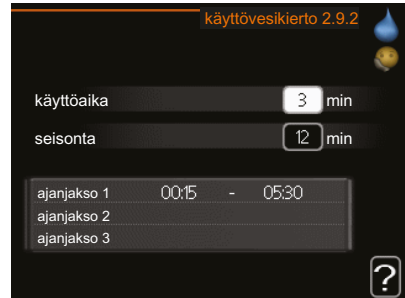 käyttövesikierto 2.9.2
käyttöaika 3 min
seisonta 12 min
ajanjakso 1 00:15 - 05:30
ajanjakso 2
ajanjakso 3
?